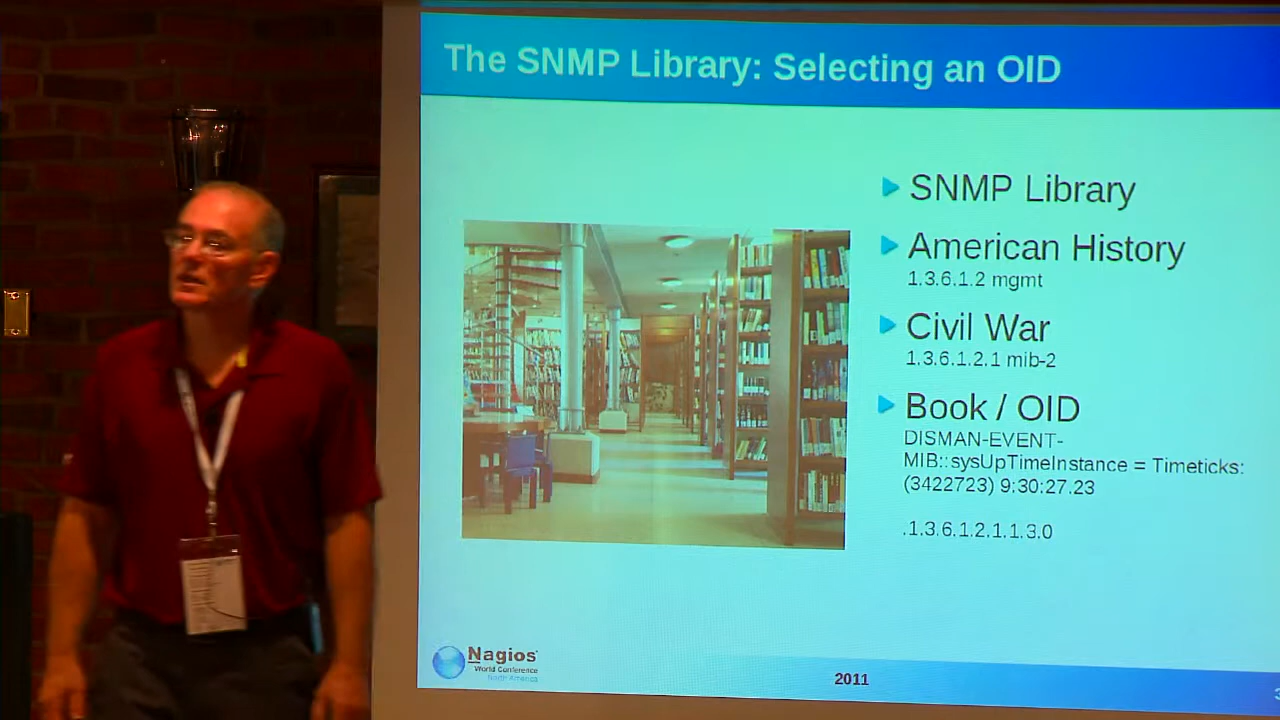 The SNMP Library: Selecting an OID
SNMP Library
American History
1.3.6.1.2 mgmt
Civil War
1.3.6.1.2.1 mib-2
Book / OID
DISMAN-EVENT-
MIB::sysUpTimeInstance = Timeticks:
(3422723) 9:30:27.23
.1.3.6.1.2.1.1.3.0
Nagios
World Conference
North America
2011